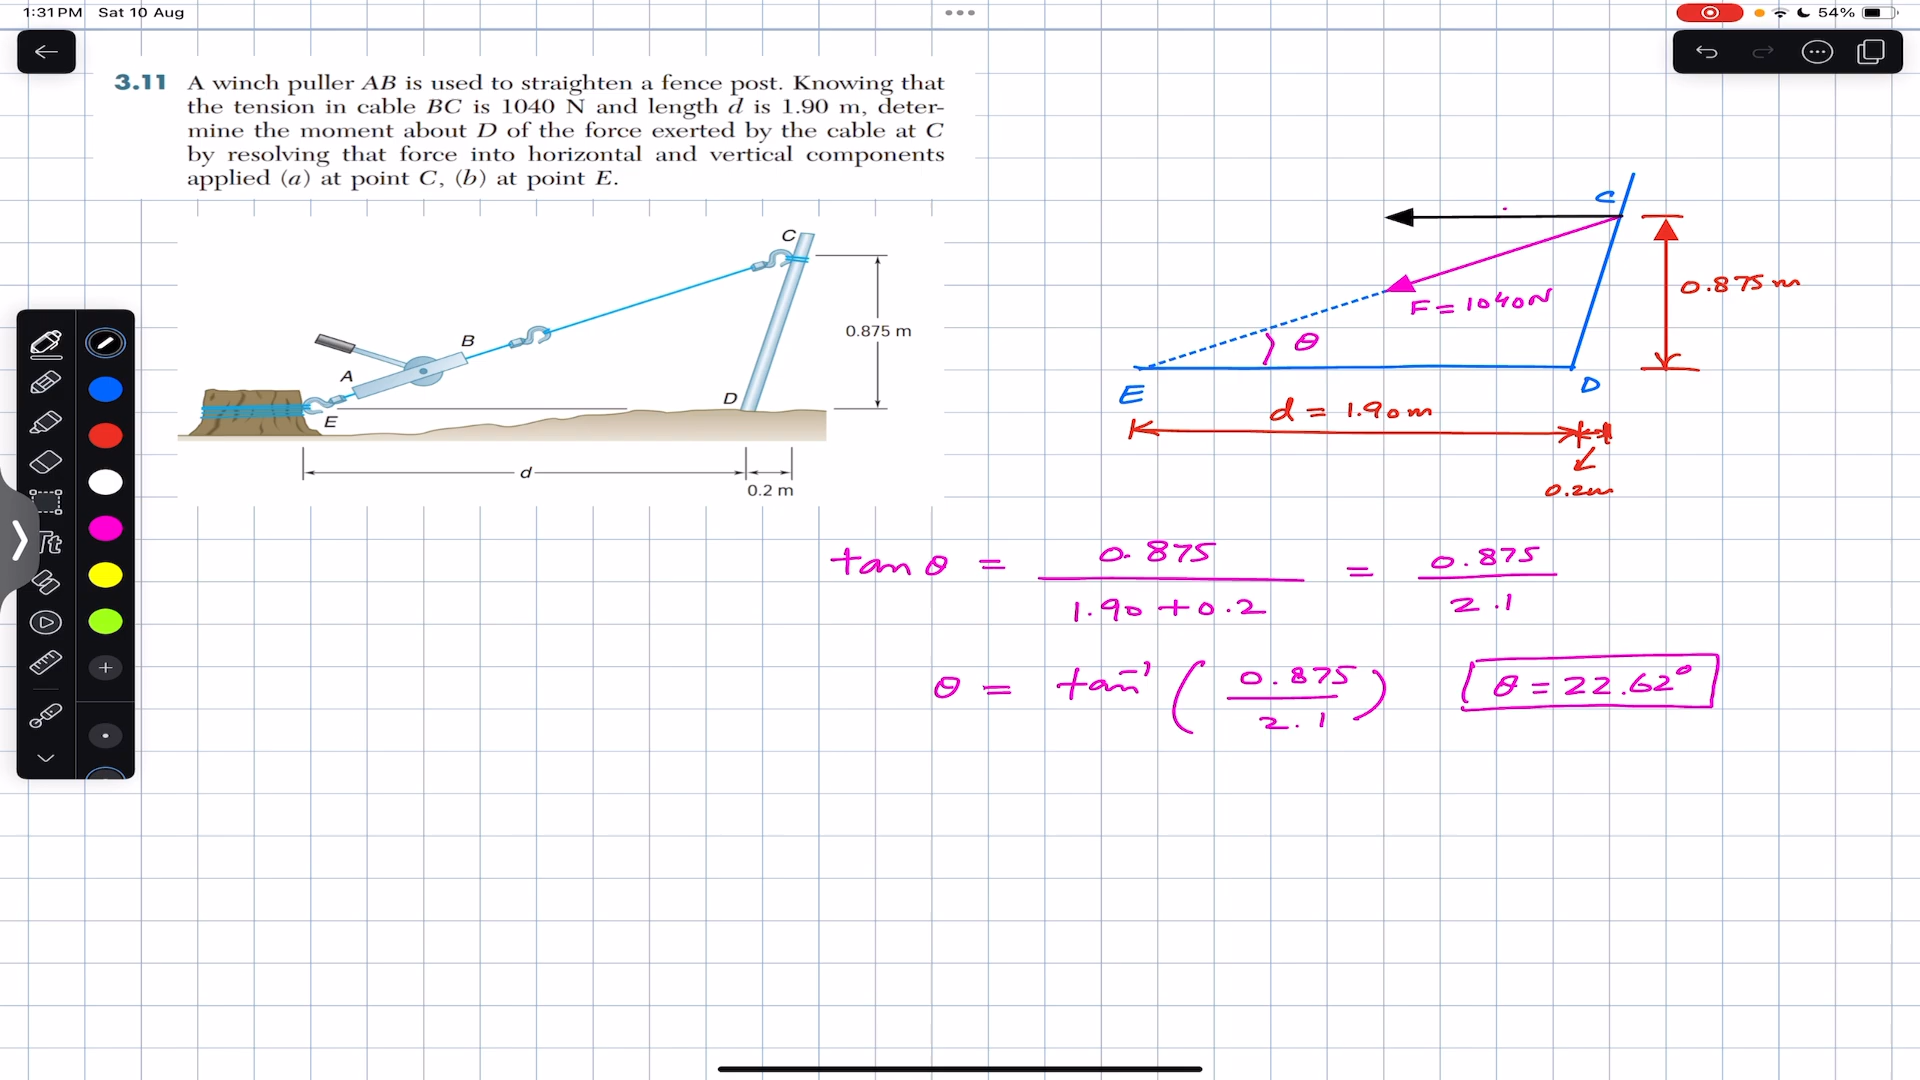 1:31 PM Sat 10 Aug
54%
3.11 A winch puller AB is used to straighten a fence post. Knowing that
the tension in cable BC is 1040 N and length d is 1.90 m, deter-
mine the moment about D of the force exerted by the cable at C
by resolving that force into horizontal and vertical components
applied (a) at point C, (b) at point E.
C
B
0.875 m
A
D
E
d
0.2 m
C
0.875 m
F = 1040N
θ
E
D
d = 1.90m
0.2m
Tt
tan θ = 0.875 / 1.90 + 0.2 = 0.875 / 2.1
θ = tan⁻¹ ( 0.875 / 2.1 ) θ = 22.62°